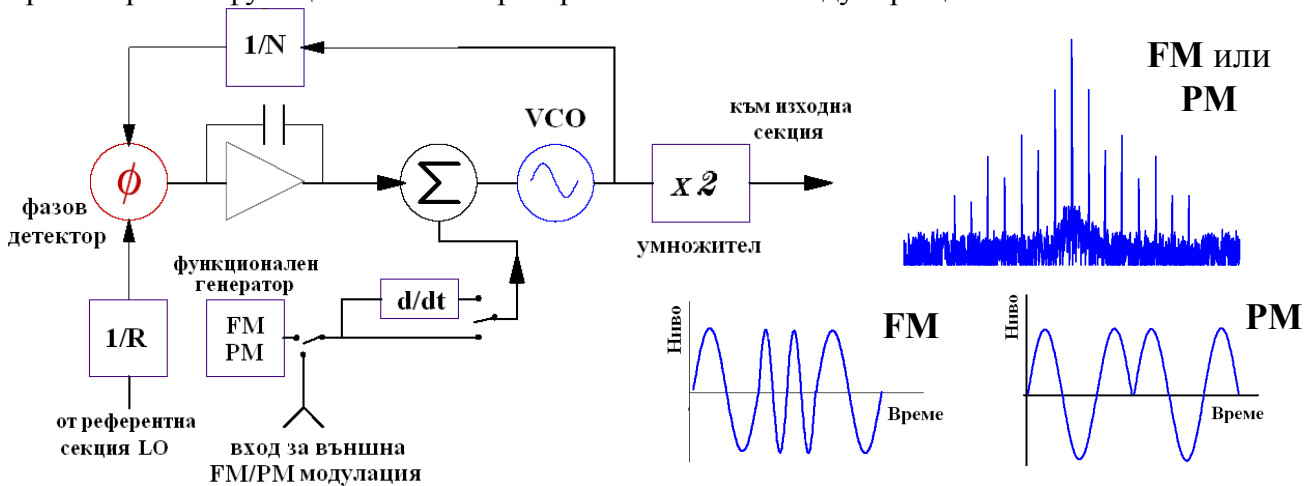 1/N
FM или
PM
VCO
към изходна
секция
ϕ
Σ
X 2
фазов
детектор
умножител
функционален
генератор
d/dt
1/R
FM
PM
Ниво
FM
Време
Ниво
PM
Време
от референтна
секция LO
вход за външна
FM/PM модулация